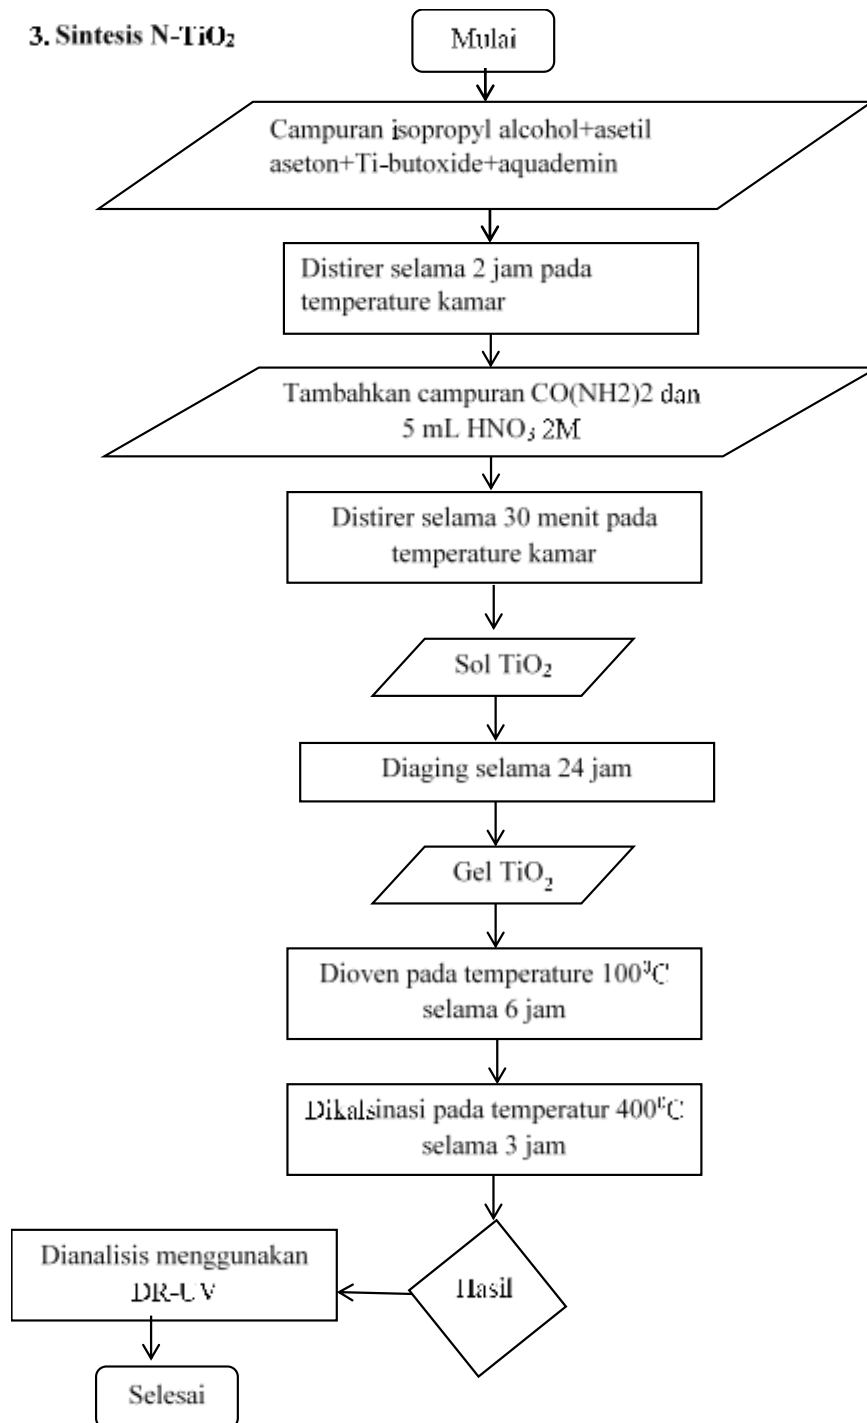 3. Sintesis N-TiO₂
Mulai
Campuran isopropyl alcohol+asetil
aseton+Ti-butoxide+aquademin
Distirer selama 2 jam pada
temperature kamar
Tambahkan campuran CO(NH2)2 dan
5 mL HNO₃ 2M
Distirer selama 30 menit pada
temperature kamar
Sol TiO₂
Diaging selama 24 jam
Gel TiO₂
Dioven pada temperature 100⁰C
selama 6 jam
Dikalsinasi pada temperatur 400⁰C
selama 3 jam
Hasil
Dianalisis menggunakan
DR-UV
Selesai